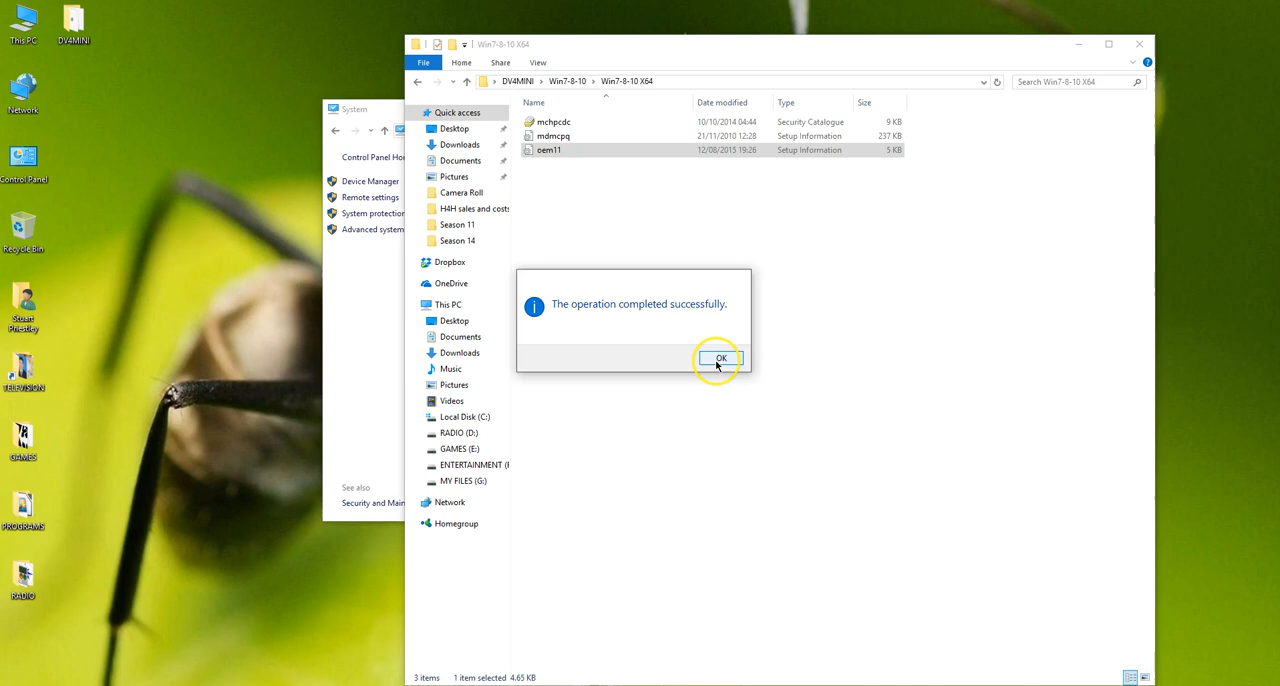 This PC
DV4MINI
Network
Control Panel
Recycle Bin
Stuart
Priestley
TELEVISION
GAMES
PROGRAMS
RADIO
System
Control Panel Ho
Device Manager
Remote settings
System protection
Advanced system
See also
Security and Main
Win7-8-10 X64
File Home Share View
DV4MINI Win7-8-10 Win7-8-10 X64
Search Win7-8-10 X64
Name Date modified Type Size
mchpcdc 10/10/2014 04:44 Security Catalogue 9 KB
mdmcpq 21/11/2010 12:28 Setup Information 237 KB
oem11 12/08/2015 19:26 Setup Information 5 KB
Quick access
Desktop
Downloads
Documents
Pictures
Camera Roll
H4H sales and costs
Season 11
Season 14
Dropbox
OneDrive
This PC
Desktop
Documents
Downloads
Music
Pictures
Videos
Local Disk (C:)
RADIO (D:)
GAMES (E:)
ENTERTAINMENT (F
MY FILES (G:)
Network
Homegroup
The operation completed successfully.
OK
3 items 1 item selected 4.65 KB